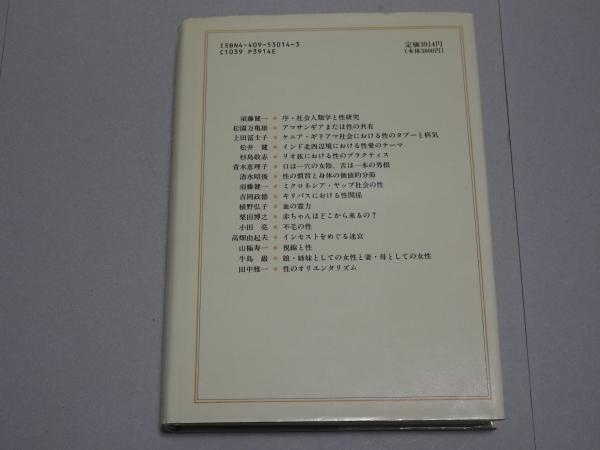 ISBN4-409-53014-3
C1039 P3914E
定価3914円
(本体3800円)
須藤健一 ● 序・社会人類学と性研究
松園万亀雄 ● アマサンギアまたは性の共有
上田冨士子 ● ケニア・ギリアマ社会における性のタブーと病気
松井 健 ● インド北西辺境における性愛のテーマ
杉島敬志 ● リオ族における性のプラクティス
青木恵理子 ● 口は一穴の女陰、舌は一本の男根
清水昭俊 ● 性の慣習と身体の価値的分節
須藤健一 ● ミクロネシア・ヤップ社会の性
吉岡政徳 ● キリバスにおける性関係
植野弘子 ● 血の霊力
栗田博之 ● 赤ちゃんはどこから来るの?
小田 亮 ● 不毛の性
高畑由起夫 ● インセストをめぐる迷宮
山極寿一 ● 視線と性
牛島 巌 ● 娘・姉妹としての女性と妻・母としての女性
田中雅一 ● 性のオリエンタリズム